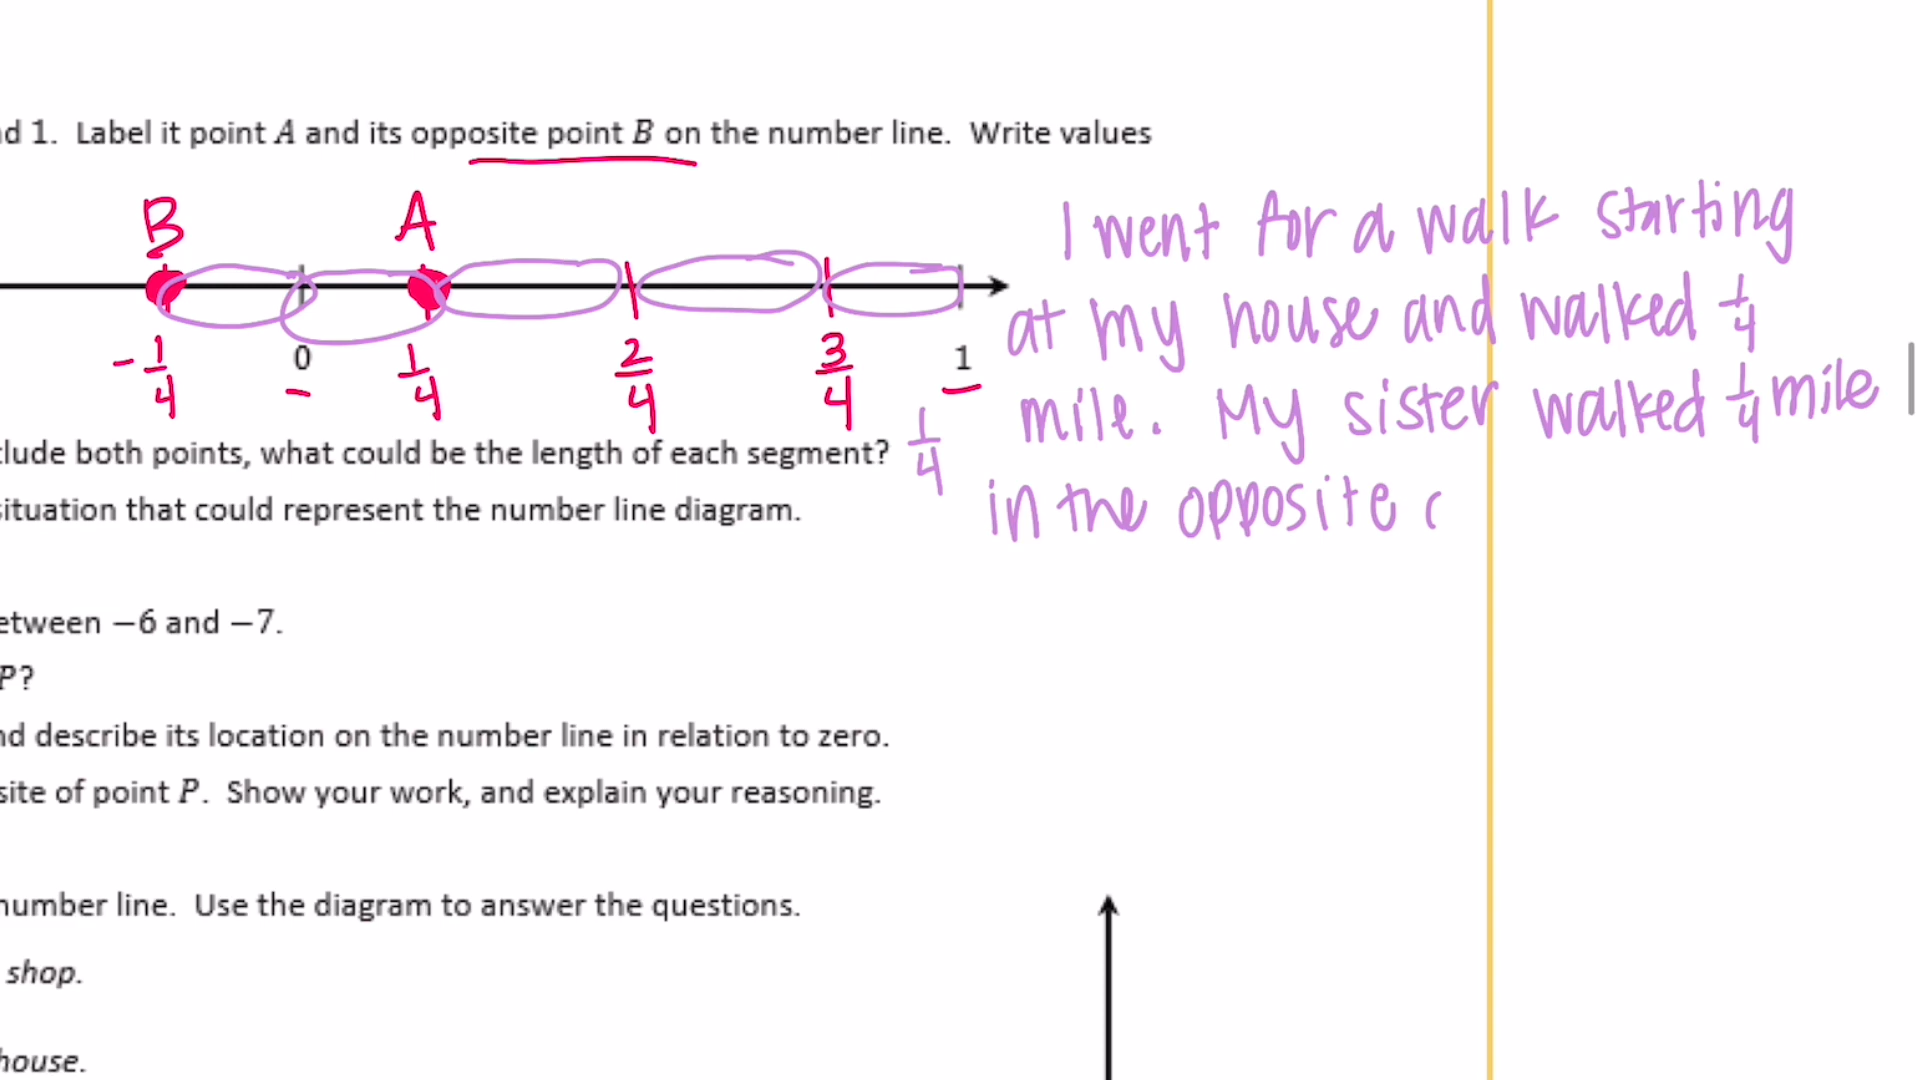 d 1. Label it point A and its opposite point B on the number line. Write values
B A
-1/4 0 1/4 2/4 3/4 1
I went for a walk starting
at my house and walked 1/4
mile. My sister walked 1/4 mile
in the opposite
clude both points, what could be the length of each segment? 1/4
situation that could represent the number line diagram.
etween −6 and −7.
P?
nd describe its location on the number line in relation to zero.
site of point P. Show your work, and explain your reasoning.
number line. Use the diagram to answer the questions.
shop.
house.